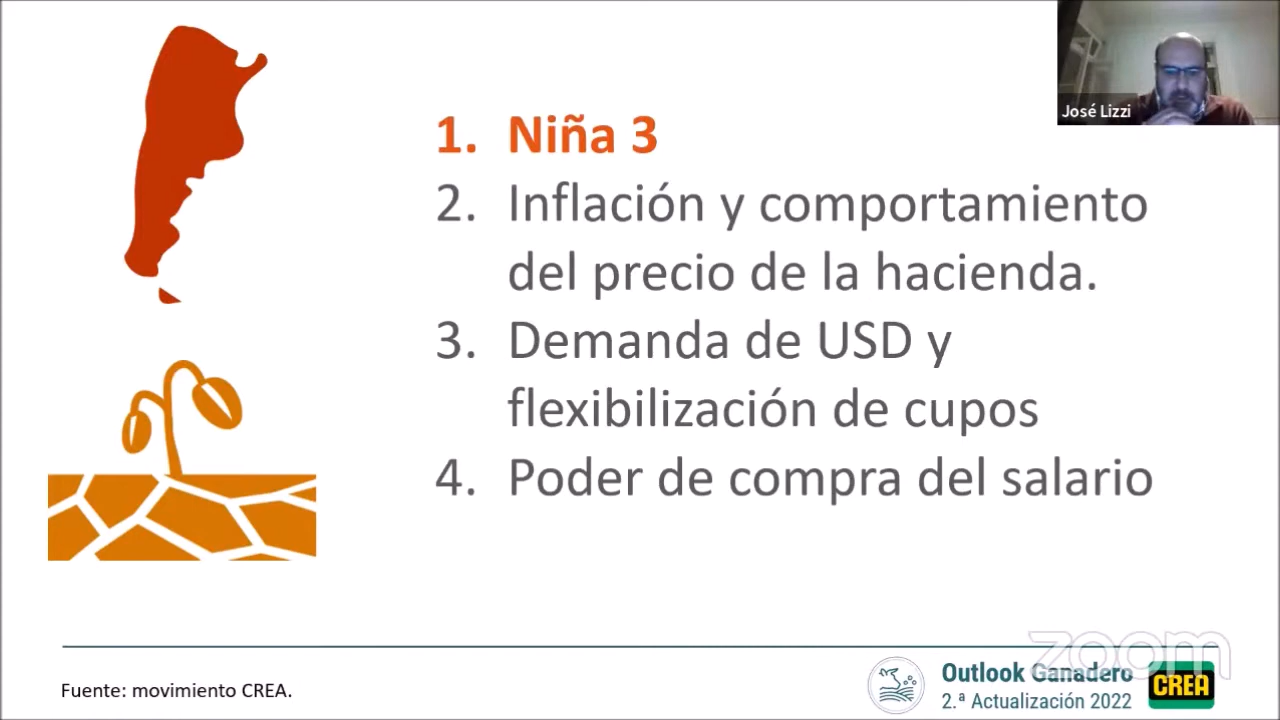 José Lizzi
1. Niña 3
2. Inflación y comportamiento
del precio de la hacienda.
3. Demanda de USD y
flexibilización de cupos
4. Poder de compra del salario
zoom
Fuente: movimiento CREA.
Outlook Ganadero
2.ª Actualización 2022
CREA